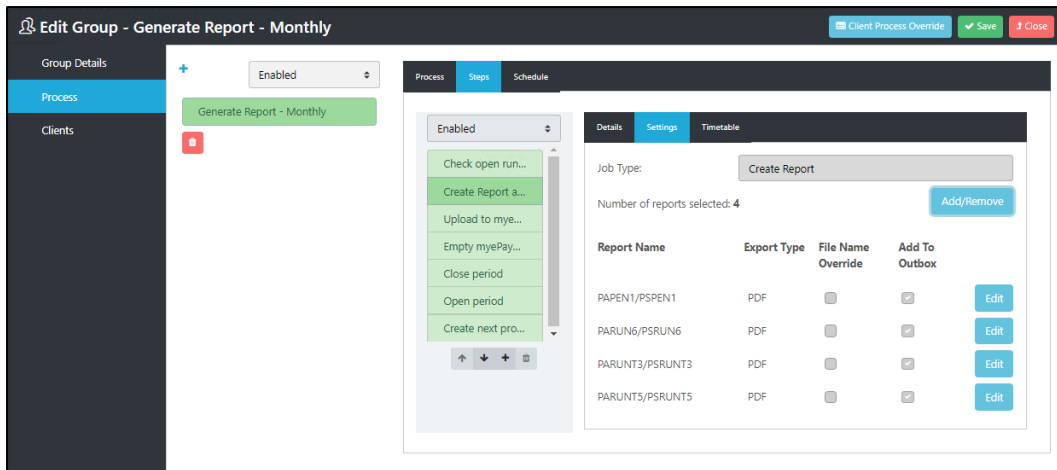 Edit Group - Generate Report - Monthly
Client Process Override
Save
Close
Group Details
Process
Clients
Enabled
Generate Report - Monthly
Process
Steps
Schedule
Enabled
Check open run...
Create Report a...
Upload to mye...
Empty myePay...
Close period
Open period
Create next pro...
Details
Settings
Timetable
Job Type:
Create Report
Number of reports selected: 4
Add/Remove
Report Name
Export Type
File Name
Override
Add To
Outbox
PAPEN1/PSPEN1
PDF
Edit
PARUN6/PSRUN6
PDF
Edit
PARUNT3/PSRUNT3
PDF
Edit
PARUNT5/PSRUNT5
PDF
Edit